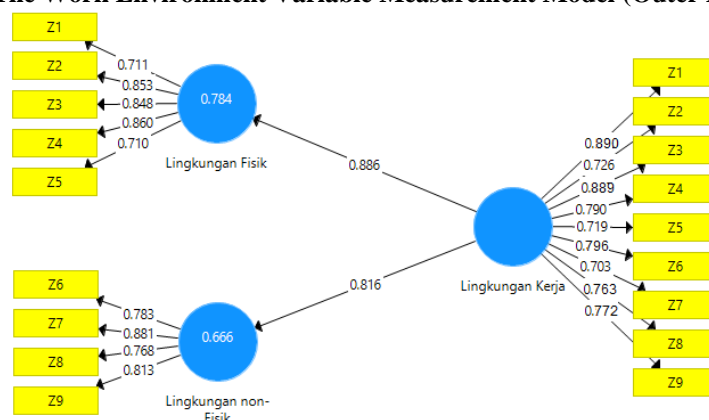 The Work Environment Variable Measurement Model (Outer
Z1
Z2
Z3
Z4
Z5
0.711
0.853
0.848
0.860
0.710
0.784
Lingkungan Fisik
0.886
Z6
Z7
Z8
Z9
0.783
0.881
0.768
0.813
0.666
Lingkungan non-
Fisik
0.816
Lingkungan Kerja
0.890
0.726
0.889
0.790
0.719
0.796
0.703
0.763
0.772
Z1
Z2
Z3
Z4
Z5
Z6
Z7
Z8
Z9